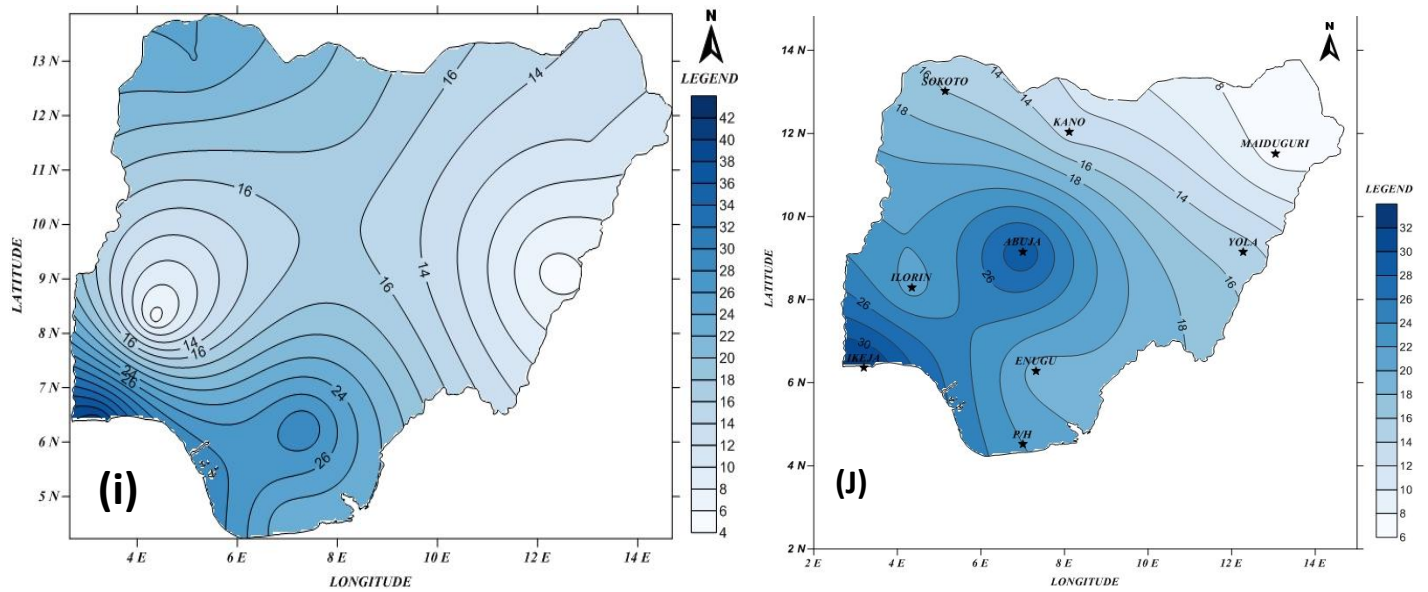 N
LEGEND
13 N
12 N
11 N
10 N
9 N
8 N
7 N
6 N
5 N
LATITUDE
16
14
16
14
16
16
14
16
24
26
24
26
42
40
38
36
34
32
30
28
26
24
22
20
18
16
14
12
10
8
6
4
(i)
4 E
6 E
8 E
10 E
12 E
14 E
LONGITUDE
N
14 N
12 N
10 N
8 N
6 N
4 N
2 N
LATITUDE
16
SOKOTO
14
8
18
KANO
MAIDUGURI
16
18
14
ABUJA
YOLA
26
ILORIN
16
26
18
30
IKEJA
ENUGU
20
P/H
LEGEND
32
30
28
26
24
22
20
18
16
14
12
10
8
6
(J)
2 E
4 E
6 E
8 E
10 E
12 E
14 E
LONGITUDE